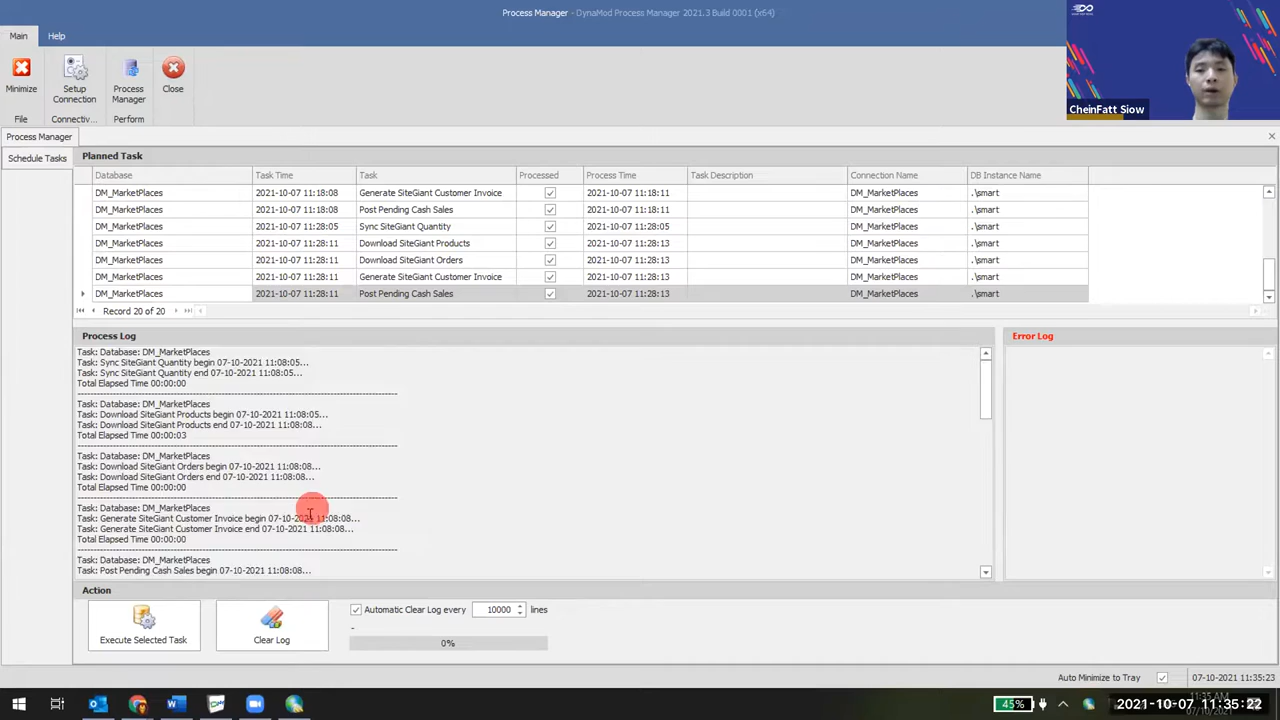 Process Manager - DynaMod Process Manager 2021.3 Build 0001 (x64)
Main Help
Minimize
Setup Connection
Process Manager
Close
File Connectiv... Perform
CheinFatt Siow
Process Manager
Schedule Tasks
Planned Task
Database Task Time Task Processed Process Time Task Description Connection Name DB Instance Name
DM_MarketPlaces 2021-10-07 11:18:08 Generate SiteGiant Customer Invoice 2021-10-07 11:18:11 DM_MarketPlaces .\smart
DM_MarketPlaces 2021-10-07 11:18:08 Post Pending Cash Sales 2021-10-07 11:18:11 DM_MarketPlaces .\smart
DM_MarketPlaces 2021-10-07 11:28:05 Sync SiteGiant Quantity 2021-10-07 11:28:05 DM_MarketPlaces .\smart
DM_MarketPlaces 2021-10-07 11:28:11 Download SiteGiant Products 2021-10-07 11:28:13 DM_MarketPlaces .\smart
DM_MarketPlaces 2021-10-07 11:28:11 Download SiteGiant Orders 2021-10-07 11:28:13 DM_MarketPlaces .\smart
DM_MarketPlaces 2021-10-07 11:28:11 Generate SiteGiant Customer Invoice 2021-10-07 11:28:13 DM_MarketPlaces .\smart
DM_MarketPlaces 2021-10-07 11:28:11 Post Pending Cash Sales 2021-10-07 11:28:13 DM_MarketPlaces .\smart
Record 20 of 20
Process Log
Error Log
Task: Database: DM_MarketPlaces
Task: Sync SiteGiant Quantity begin 07-10-2021 11:08:05...
Task: Sync SiteGiant Quantity end 07-10-2021 11:08:05...
Total Elapsed Time 00:00:00
Task: Database: DM_MarketPlaces
Task: Download SiteGiant Products begin 07-10-2021 11:08:05...
Task: Download SiteGiant Products end 07-10-2021 11:08:08...
Total Elapsed Time 00:00:03
Task: Database: DM_MarketPlaces
Task: Download SiteGiant Orders begin 07-10-2021 11:08:08...
Task: Download SiteGiant Orders end 07-10-2021 11:08:08...
Total Elapsed Time 00:00:00
Task: Database: DM_MarketPlaces
Task: Generate SiteGiant Customer Invoice begin 07-10-2021 11:08:08...
Task: Generate SiteGiant Customer Invoice end 07-10-2021 11:08:08...
Total Elapsed Time 00:00:00
Task: Database: DM_MarketPlaces
Task: Post Pending Cash Sales begin 07-10-2021 11:08:08...
Action
Execute Selected Task
Clear Log
Automatic Clear Log every 10000 lines
-
0%
Auto Minimize to Tray 07-10-2021 11:35:23
45%
2021-10-07 11:35:22